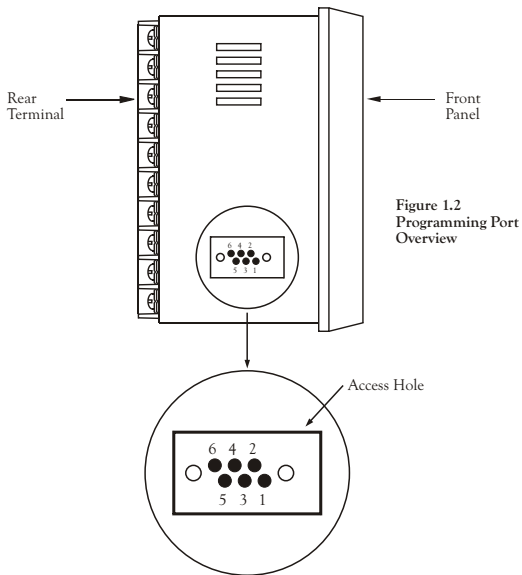 Rear
Terminal
Front
Panel
Figure 1.2
Programming Port
Overview
6 4 2
5 3 1
Access Hole
6 4 2
5 3 1